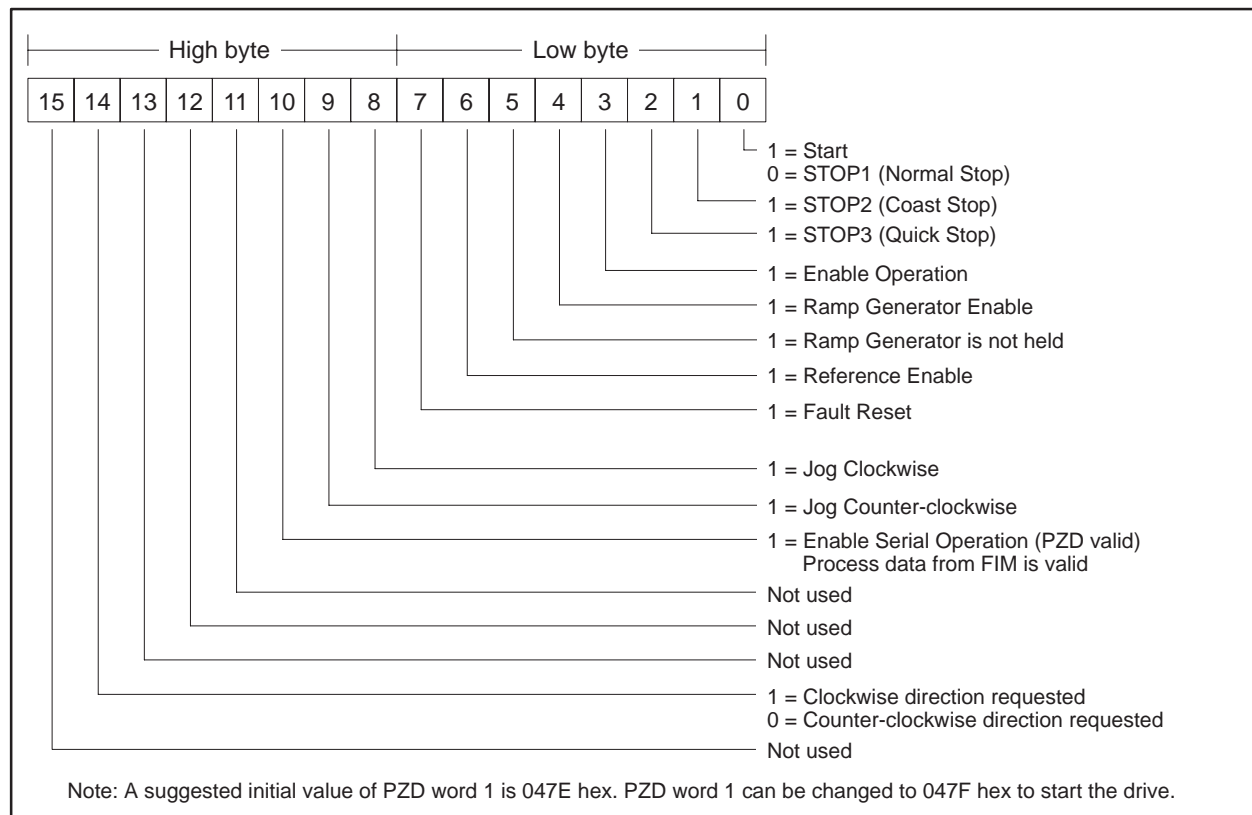 High byte Low byte
15 14 13 12 11 10 9 8 7 6 5 4 3 2 1 0
1 = Start
0 = STOP1 (Normal Stop)
1 = STOP2 (Coast Stop)
1 = STOP3 (Quick Stop)
1 = Enable Operation
1 = Ramp Generator Enable
1 = Ramp Generator is not held
1 = Reference Enable
1 = Fault Reset
1 = Jog Clockwise
1 = Jog Counter-clockwise
1 = Enable Serial Operation (PZD valid)
Process data from FIM is valid
Not used
Not used
Not used
1 = Clockwise direction requested
0 = Counter-clockwise direction requested
Not used
Note: A suggested initial value of PZD word 1 is 047E hex. PZD word 1 can be changed to 047F hex to start the drive.